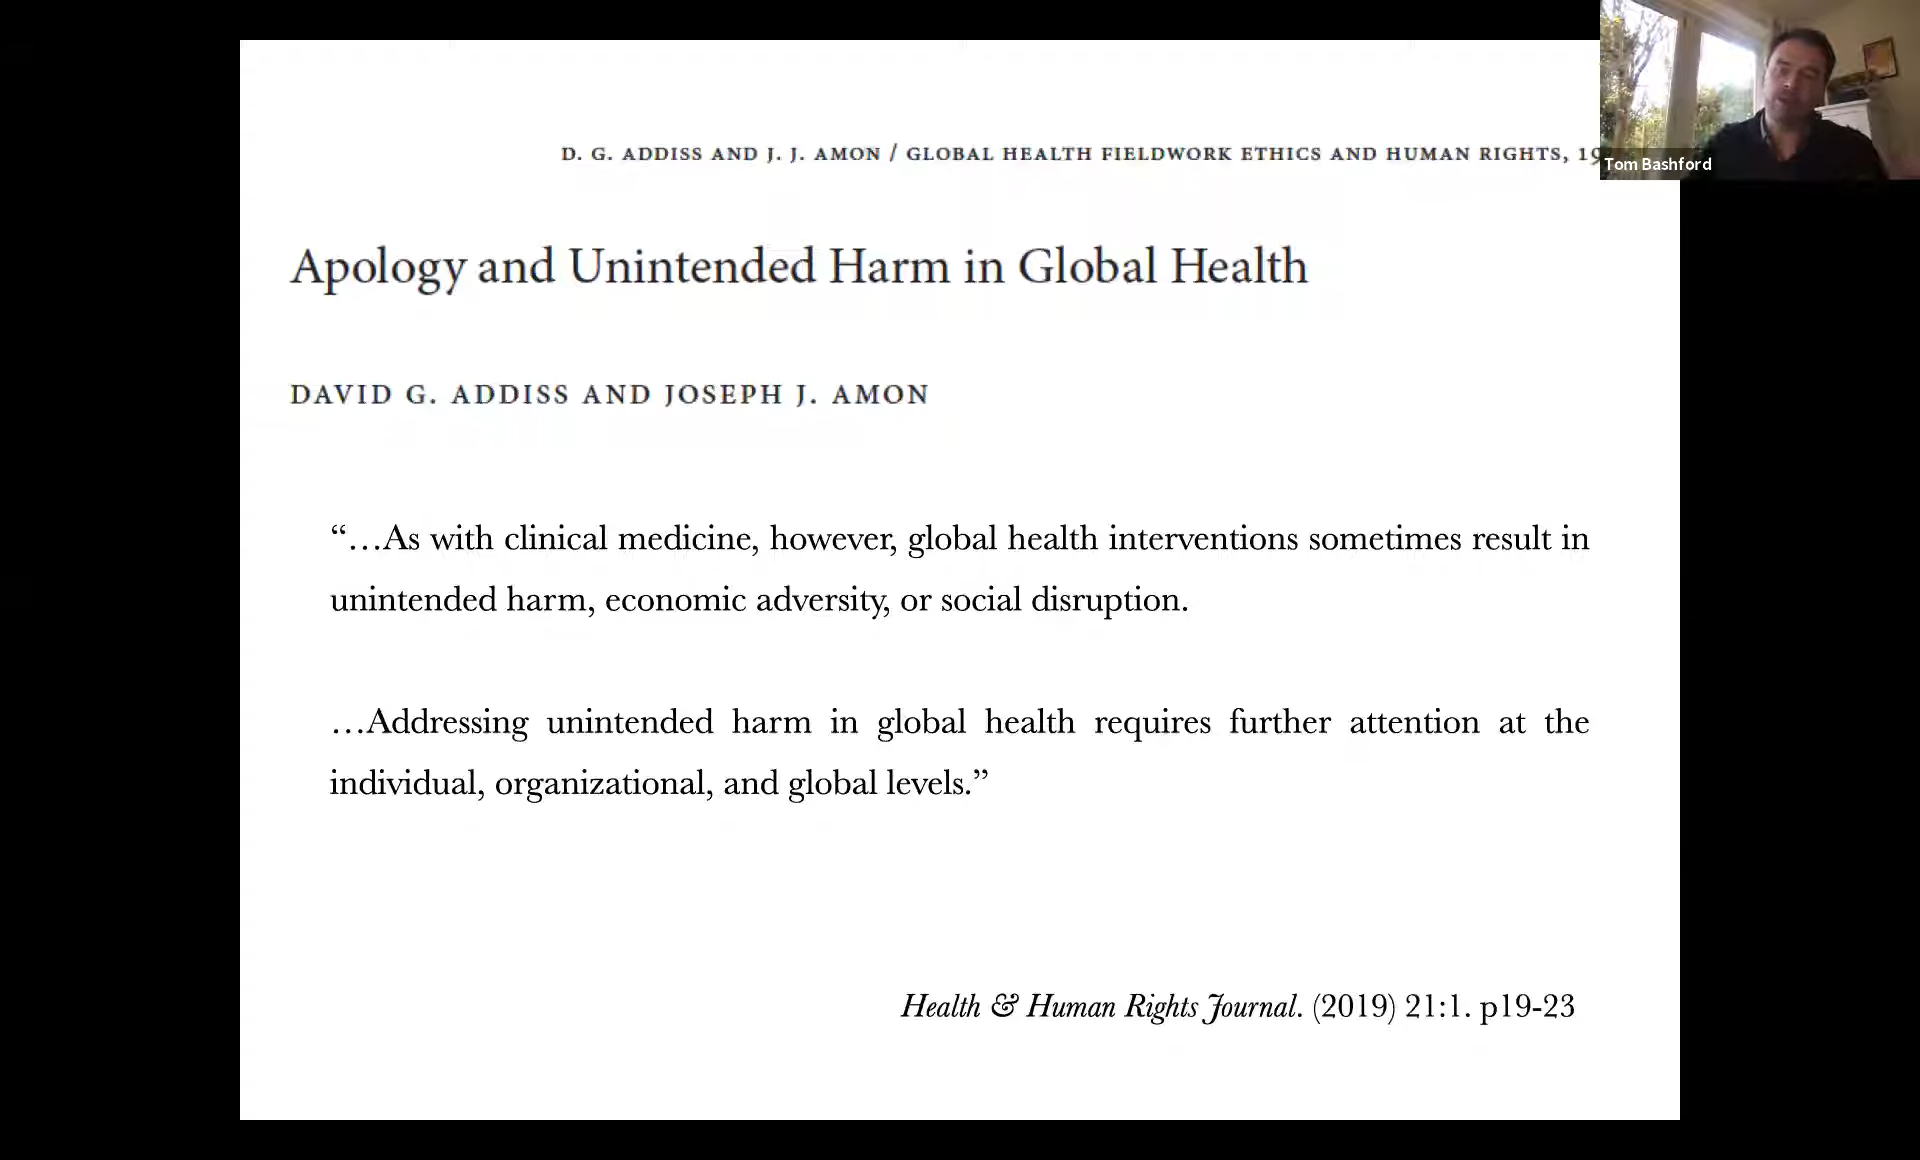 D. G. ADDISS AND J. J. AMON / GLOBAL HEALTH FIELDWORK ETHICS AND HUMAN RIGHTS, 19
Tom Bashford
Apology and Unintended Harm in Global Health
DAVID G. ADDISS AND JOSEPH J. AMON
“…As with clinical medicine, however, global health interventions sometimes result in
unintended harm, economic adversity, or social disruption.
…Addressing unintended harm in global health requires further attention at the
individual, organizational, and global levels.”
Health & Human Rights Journal. (2019) 21:1. p19-23